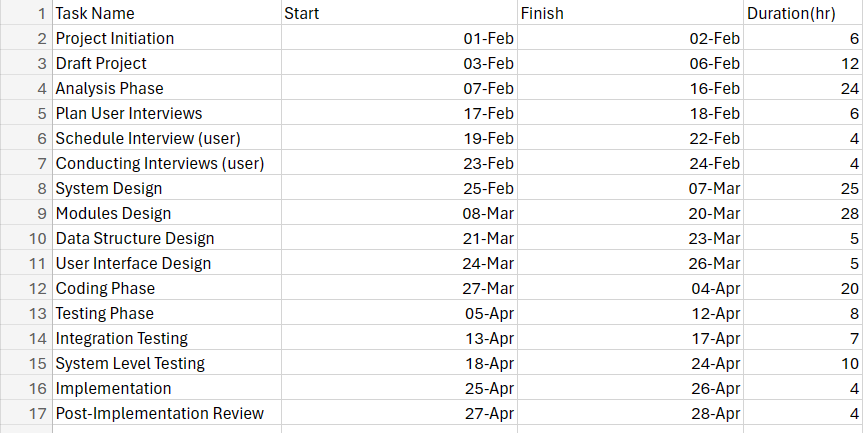 1 Task Name Start Finish Duration(hr)
2 Project Initiation 01-Feb 02-Feb 6
3 Draft Project 03-Feb 06-Feb 12
4 Analysis Phase 07-Feb 16-Feb 24
5 Plan User Interviews 17-Feb 18-Feb 6
6 Schedule Interview (user) 19-Feb 22-Feb 4
7 Conducting Interviews (user) 23-Feb 24-Feb 4
8 System Design 25-Feb 07-Mar 25
9 Modules Design 08-Mar 20-Mar 28
10 Data Structure Design 21-Mar 23-Mar 5
11 User Interface Design 24-Mar 26-Mar 5
12 Coding Phase 27-Mar 04-Apr 20
13 Testing Phase 05-Apr 12-Apr 8
14 Integration Testing 13-Apr 17-Apr 7
15 System Level Testing 18-Apr 24-Apr 10
16 Implementation 25-Apr 26-Apr 4
17 Post-Implementation Review 27-Apr 28-Apr 4